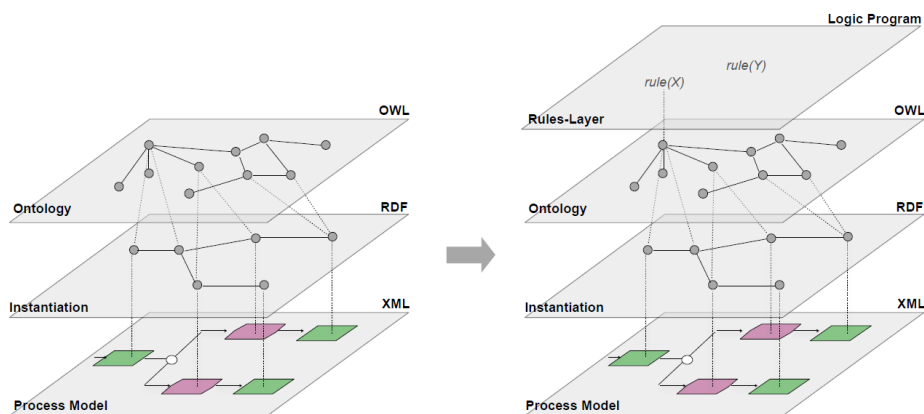 Logic Program
rule(Y)
rule(X)
Rules-Layer
OWL
OWL
Ontology
Ontology
RDF
RDF
Instantiation
Instantiation
XML
XML
Process Model
Process Model